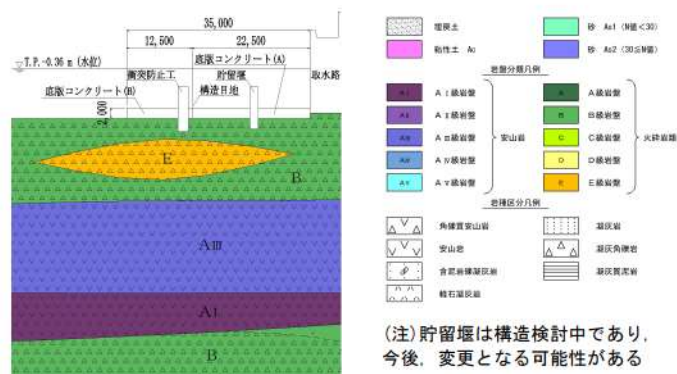 35,000
12,500 22,500
T.P.-0.36 m (水位)
底版コンクリート(A)
衝突防止工 貯留堰 取水路
底版コンクリート(B) 構造目地
2,000
E
B
AⅢ
AⅠ
B
埋戻土 砂 As1 (N値<30)
粘性土 Ac 砂 As2 (30≦N値)
岩盤分類凡例
AⅠ AⅠ級岩盤 A A級岩盤
AⅡ AⅡ級岩盤 B B級岩盤
AⅢ AⅢ級岩盤 安山岩 C C級岩盤 火砕岩類
AⅣ AⅣ級岩盤 D D級岩盤
AⅤ AⅤ級岩盤 E E級岩盤
岩種区分凡例
角礫質安山岩 凝灰岩
安山岩 凝灰角礫岩
含泥岩礫凝灰岩 凝灰質泥岩
軽石凝灰岩
(注)貯留堰は構造検討中であり,
今後, 変更となる可能性がある